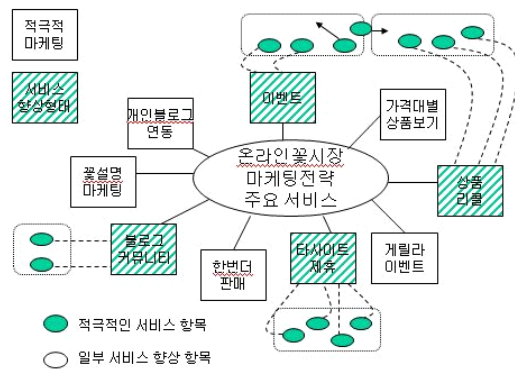 적극적
마케팅
서비스
향상형태
이벤트
가격대별
상품보기
개인블로그
연동
온라인꽃시장
마케팅전략
주요 서비스
꽃설명
마케팅
상품
리콜
블로그
커뮤니티
한번더
판매
타사이트
제휴
게릴라
이벤트
적극적인 서비스 항목
일부 서비스 향상 항목